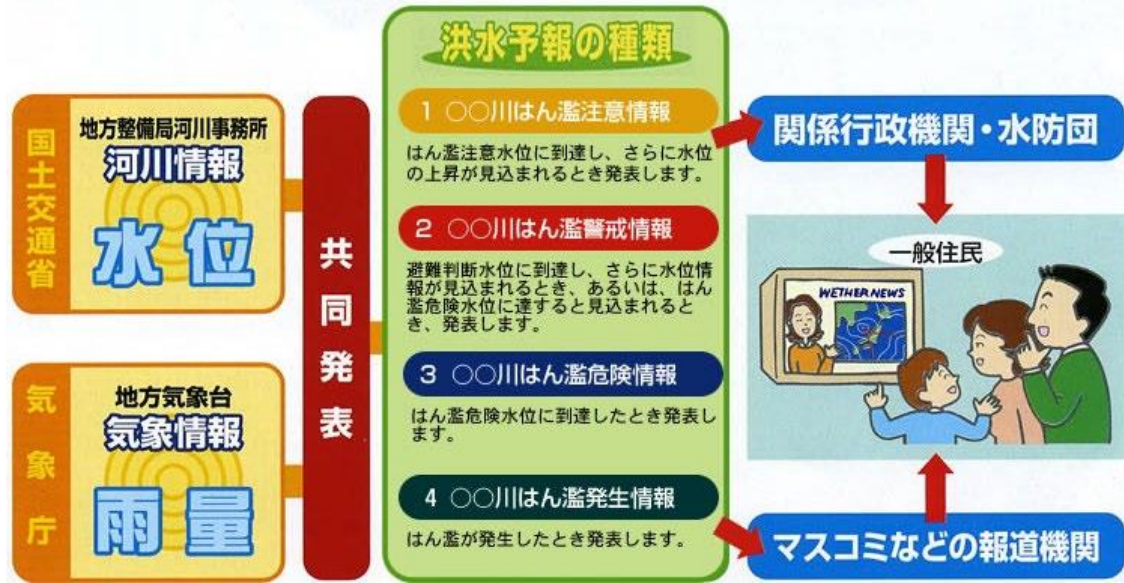 国土交通省
地方整備局河川事務所
河川情報
水位
気象庁
地方気象台
気象情報
雨量
共同発表
洪水予報の種類
1 ○○川はん濫注意情報
はん濫注意水位に到達し、さらに水位
の上昇が見込まれるとき発表します。
2 ○○川はん濫警戒情報
避難判断水位に到達し、さらに水位情
報が見込まれるとき、あるいは、はん
濫危険水位に達すると見込まれると
き、発表します。
3 ○○川はん濫危険情報
はん濫危険水位に到達したとき発表し
ます。
4 ○○川はん濫発生情報
はん濫が発生したとき発表します。
関係行政機関・水防団
一般住民
WETHERNEWS
マスコミなどの報道機関